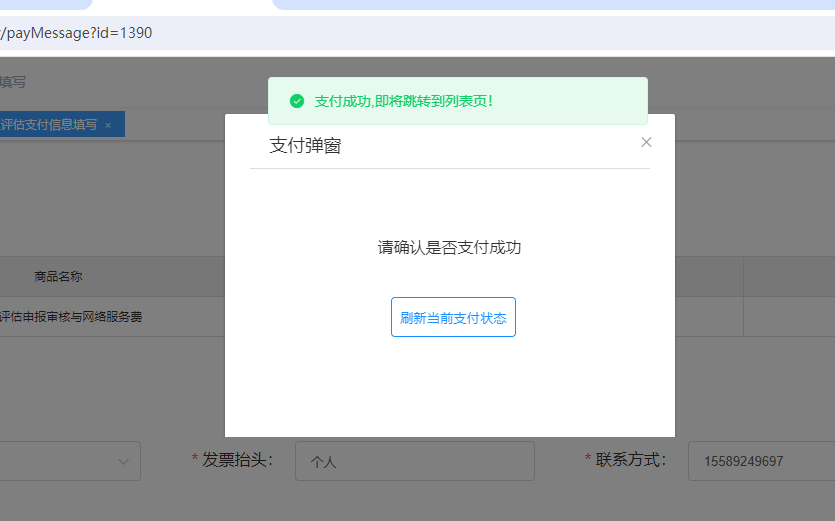 /payMessage?id=1390
填写
支付成功,即将跳转到列表页!
评估支付信息填写 ×
支付弹窗
请确认是否支付成功
商品名称
评估申报审核与网络服务费
刷新当前支付状态
* 发票抬头: 个人 * 联系方式: 15589249697